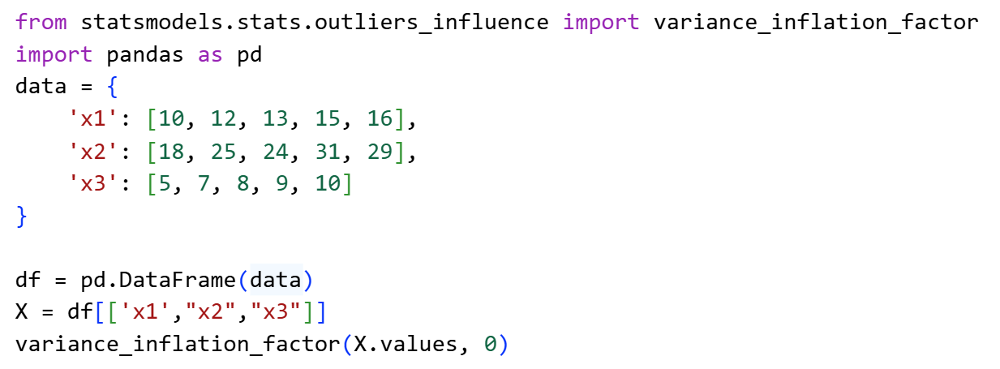 from statsmodels.stats.outliers_influence import variance_inflation_factor
import pandas as pd
data = {
    'x1': [10, 12, 13, 15, 16],
    'x2': [18, 25, 24, 31, 29],
    'x3': [5, 7, 8, 9, 10]
}

df = pd.DataFrame(data)
X = df[['x1',"x2","x3"]]
variance_inflation_factor(X.values, 0)